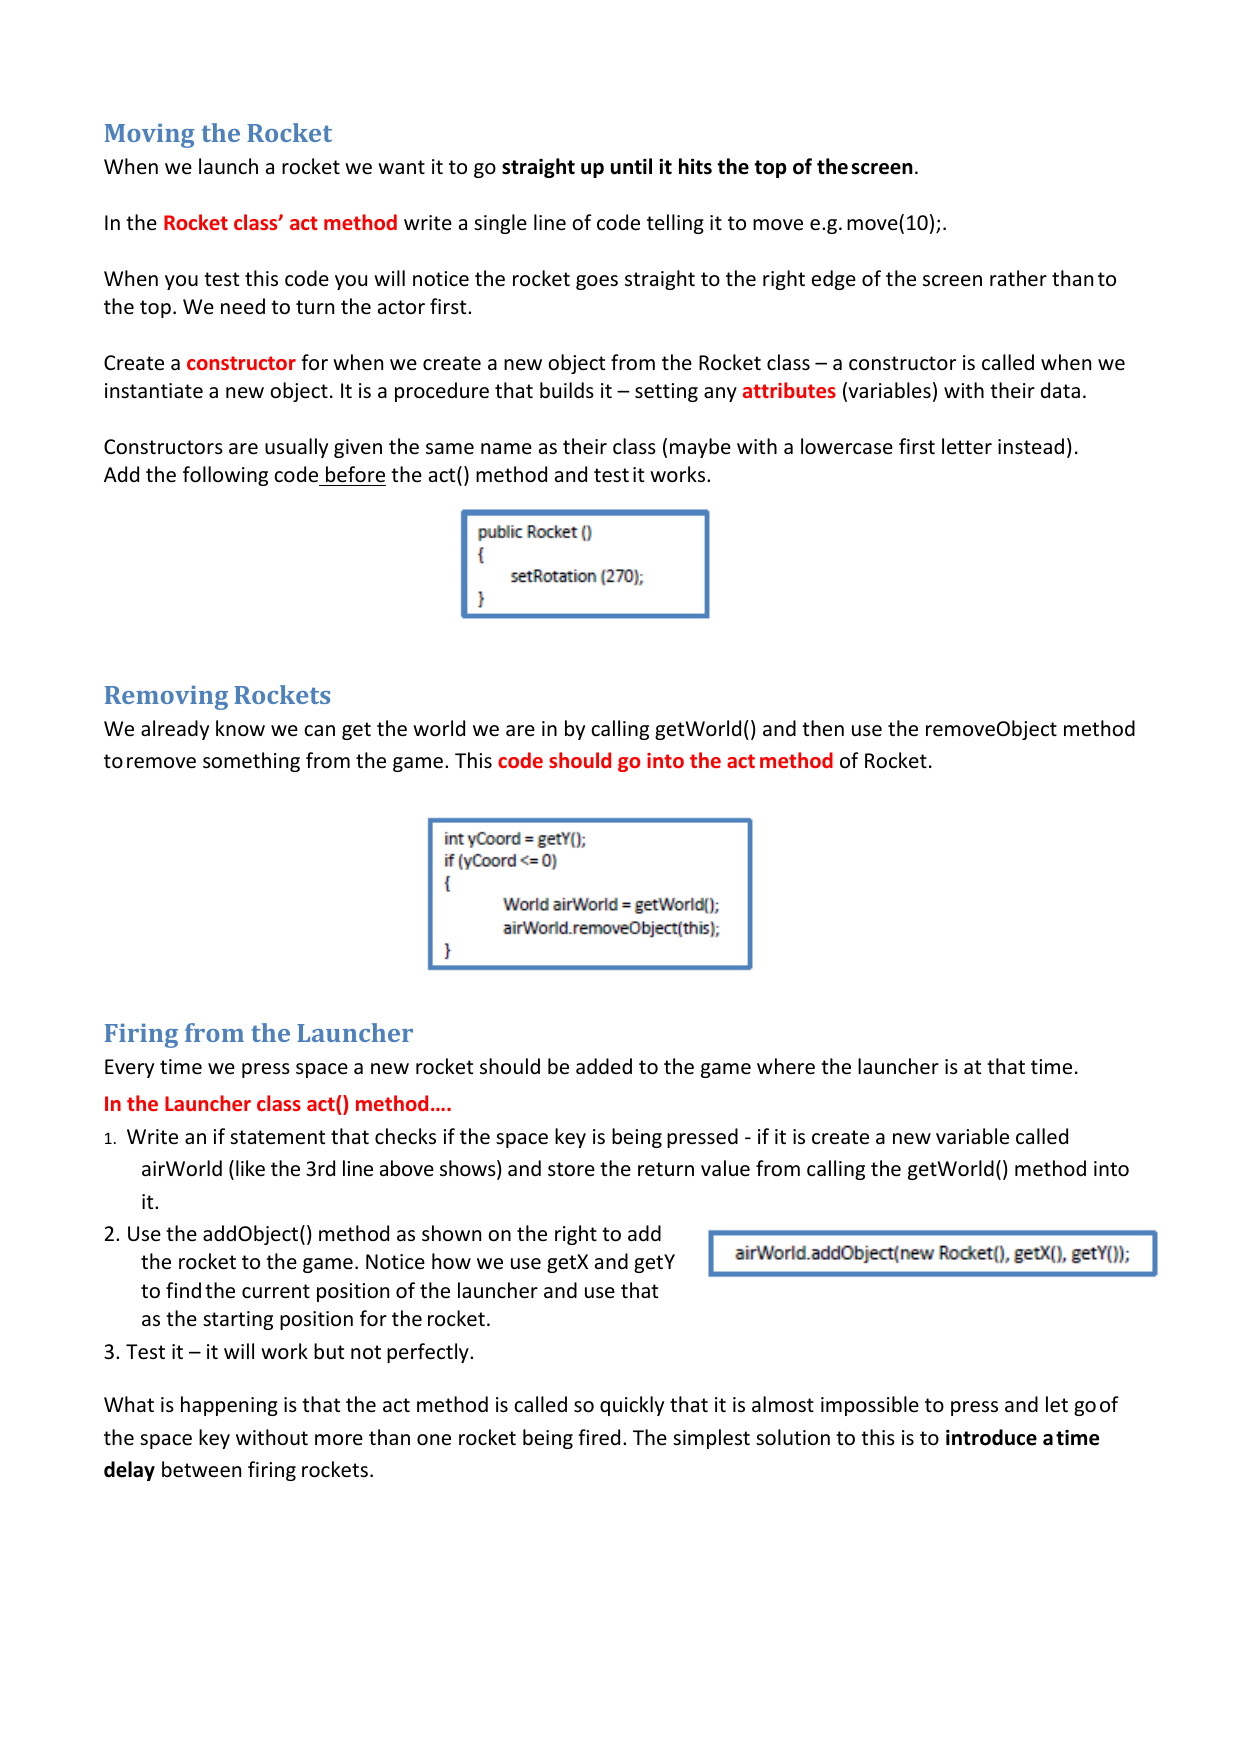 Moving the Rocket
When we launch a rocket we want it to go straight up until it hits the top of the screen.
In the Rocket class’ act method write a single line of code telling it to move e.g. move(10);.
When you test this code you will notice the rocket goes straight to the right edge of the screen rather than to
the top. We need to turn the actor first.
Create a constructor for when we create a new object from the Rocket class – a constructor is called when we
instantiate a new object. It is a procedure that builds it – setting any attributes (variables) with their data.
Constructors are usually given the same name as their class (maybe with a lowercase first letter instead).
Add the following code before the act() method and test it works.
public Rocket ()
{
setRotation (270);
}
Removing Rockets
We already know we can get the world we are in by calling getWorld() and then use the removeObject method
to remove something from the game. This code should go into the act method of Rocket.
int yCoord = getY();
if (yCoord <= 0)
{
World airWorld = getWorld();
airWorld.removeObject(this);
}
Firing from the Launcher
Every time we press space a new rocket should be added to the game where the launcher is at that time.
In the Launcher class act() method….
1. Write an if statement that checks if the space key is being pressed - if it is create a new variable called
airWorld (like the 3rd line above shows) and store the return value from calling the getWorld() method into
it.
2. Use the addObject() method as shown on the right to add
the rocket to the game. Notice how we use getX and getY
to find the current position of the launcher and use that
as the starting position for the rocket.
airWorld.addObject(new Rocket(), getX(), getY());
3. Test it – it will work but not perfectly.
What is happening is that the act method is called so quickly that it is almost impossible to press and let go of
the space key without more than one rocket being fired. The simplest solution to this is to introduce a time
delay between firing rockets.